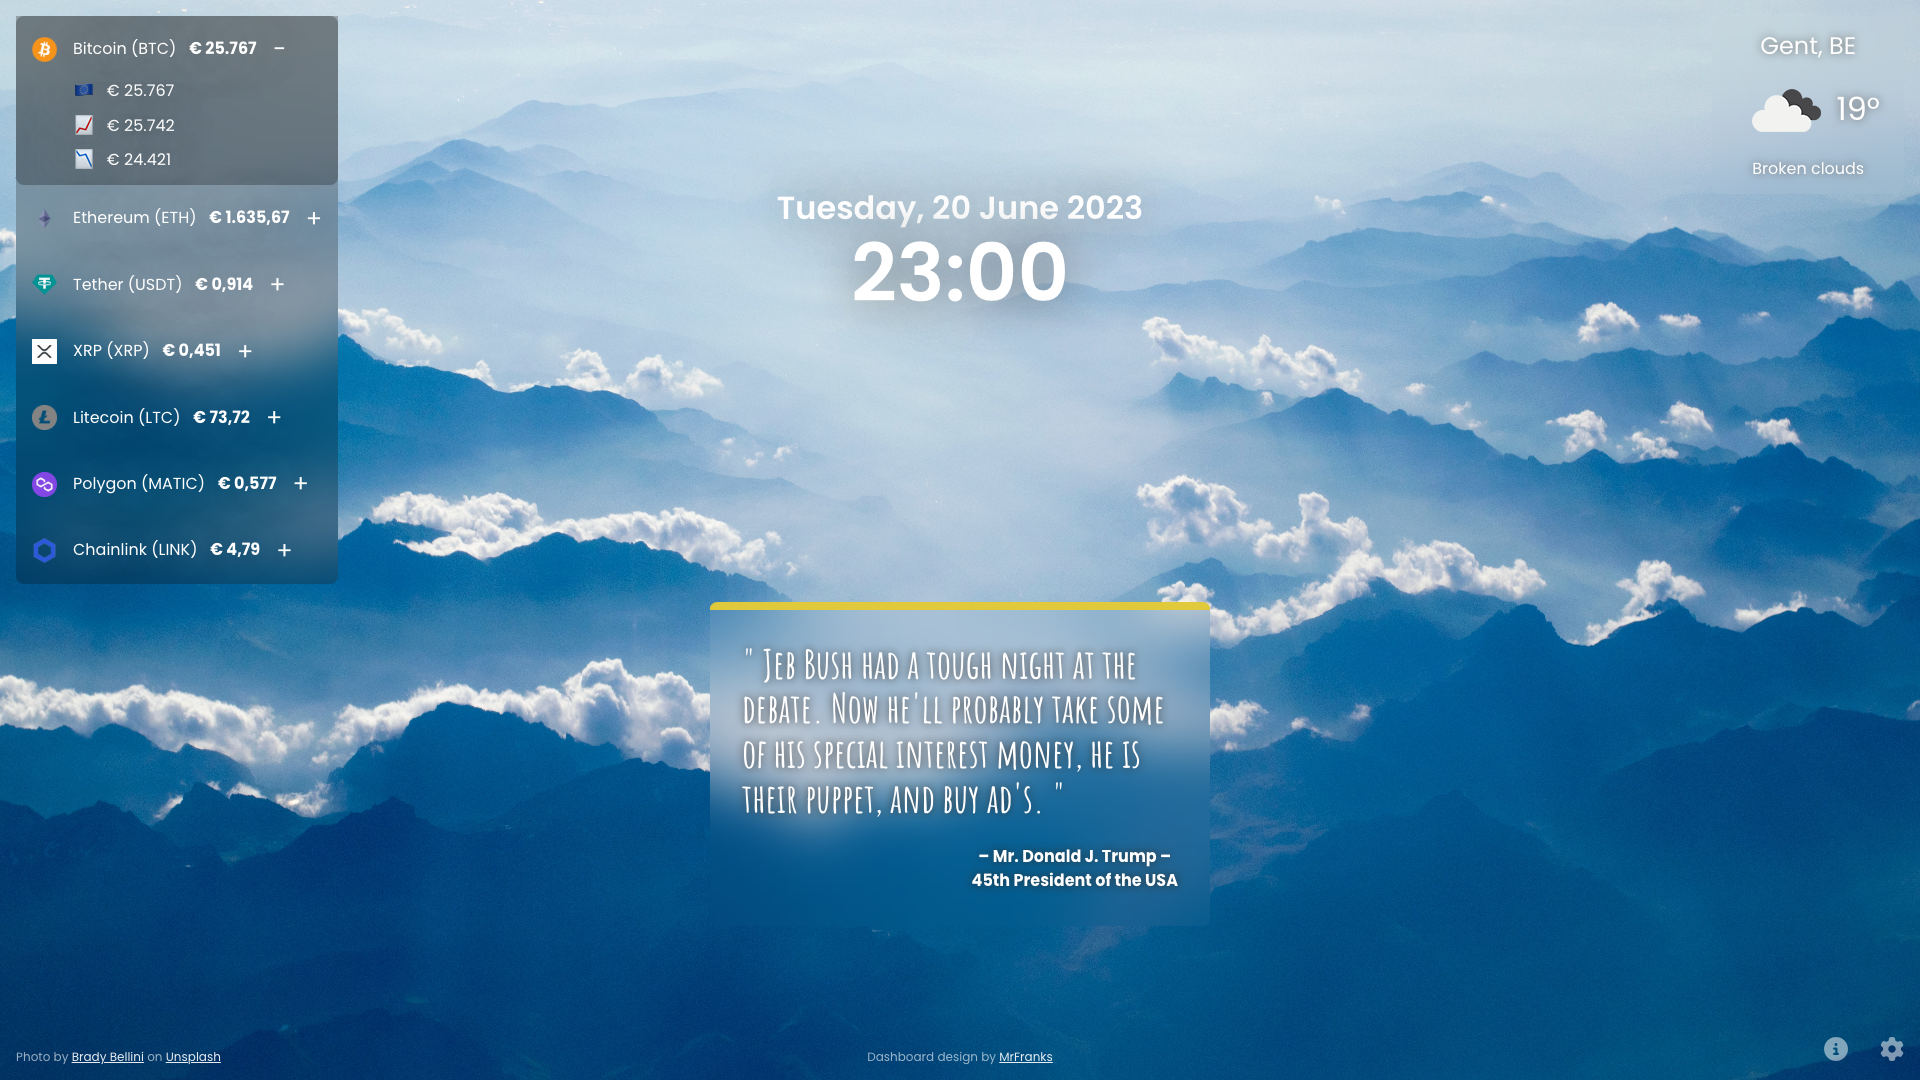 Bitcoin (BTC) € 25.767 −
€ 25.767
€ 25.742
€ 24.421
Ethereum (ETH) € 1.635,67 +
Tether (USDT) € 0,914 +
XRP (XRP) € 0,451 +
Litecoin (LTC) € 73,72 +
Polygon (MATIC) € 0,577 +
Chainlink (LINK) € 4,79 +
Tuesday, 20 June 2023
23:00
Gent, BE
19°
Broken clouds
" Jeb Bush had a tough night at the
debate. Now he'll probably take some
of his special interest money, he is
their puppet, and buy ad's. "
– Mr. Donald J. Trump –
45th President of the USA
Photo by Brady Bellini on Unsplash
Dashboard design by MrFranks